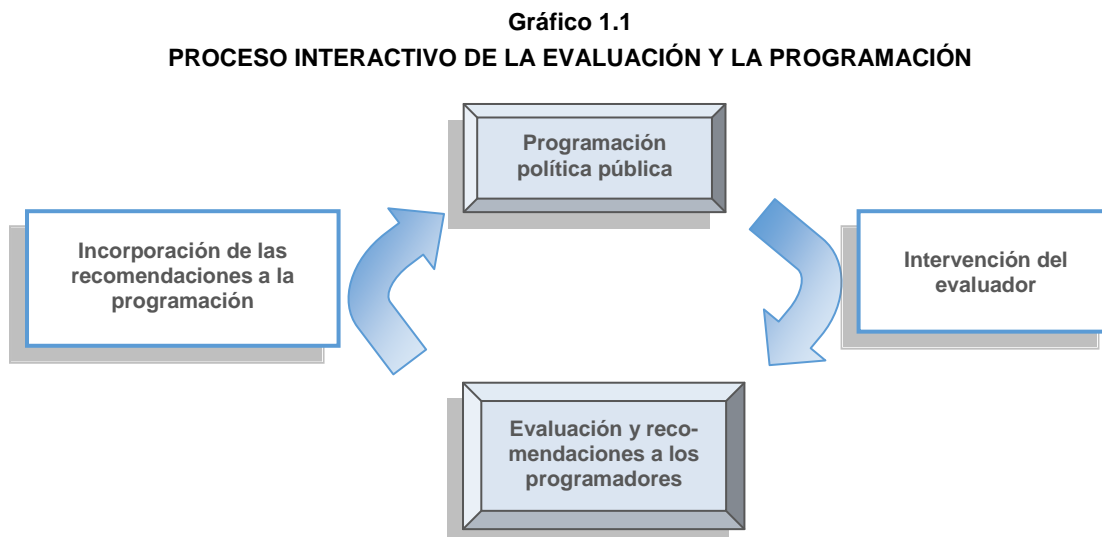 Gráfico 1.1
PROCESO INTERACTIVO DE LA EVALUACIÓN Y LA PROGRAMACIÓN
Programación
política pública
Incorporación de las
recomendaciones a la
programación
Intervención del
evaluador
Evaluación y reco-
mendaciones a los
programadores